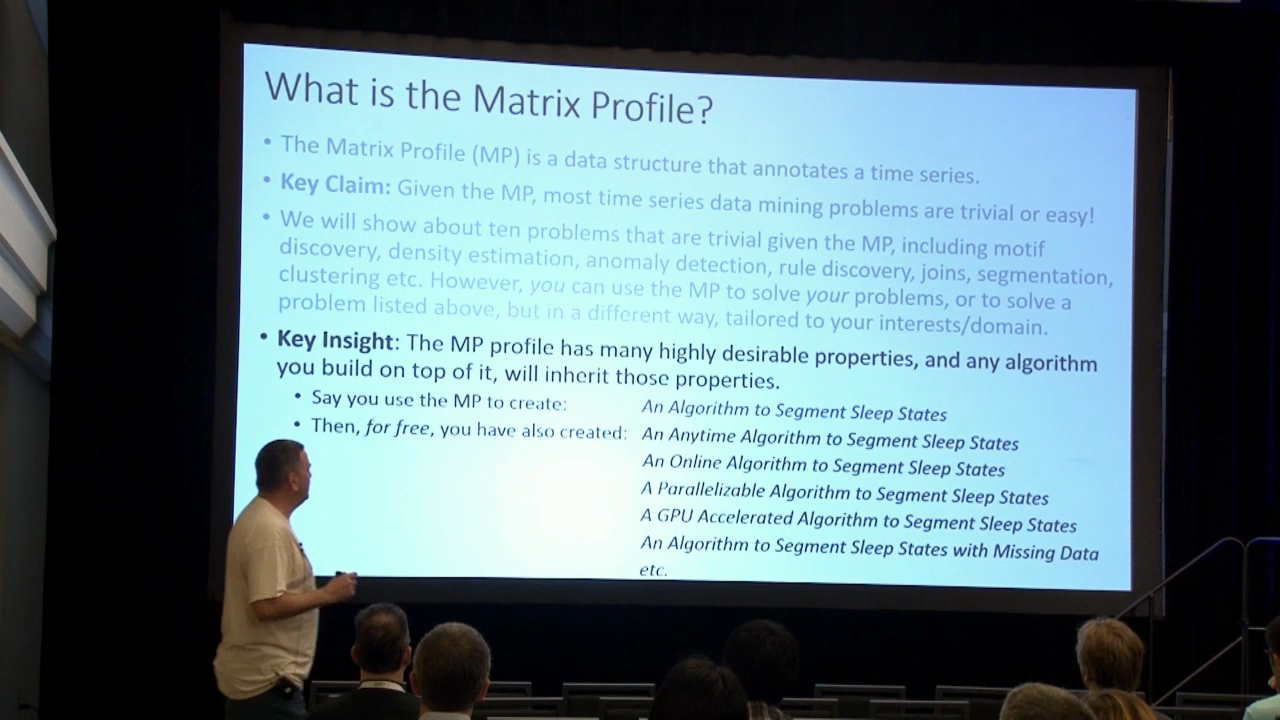 What is the Matrix Profile?
• The Matrix Profile (MP) is a data structure that annotates a time series.
• Key Claim: Given the MP, most time series data mining problems are trivial or easy!
• We will show about ten problems that are trivial given the MP, including motif
discovery, density estimation, anomaly detection, rule discovery, joins, segmentation,
clustering etc. However, you can use the MP to solve your problems, or to solve a
problem listed above, but in a different way, tailored to your interests/domain.
• Key Insight: The MP profile has many highly desirable properties, and any algorithm
you build on top of it, will inherit those properties.
• Say you use the MP to create: An Algorithm to Segment Sleep States
• Then, for free, you have also created: An Anytime Algorithm to Segment Sleep States
An Online Algorithm to Segment Sleep States
A Parallelizable Algorithm to Segment Sleep States
A GPU Accelerated Algorithm to Segment Sleep States
An Algorithm to Segment Sleep States with Missing Data
etc.